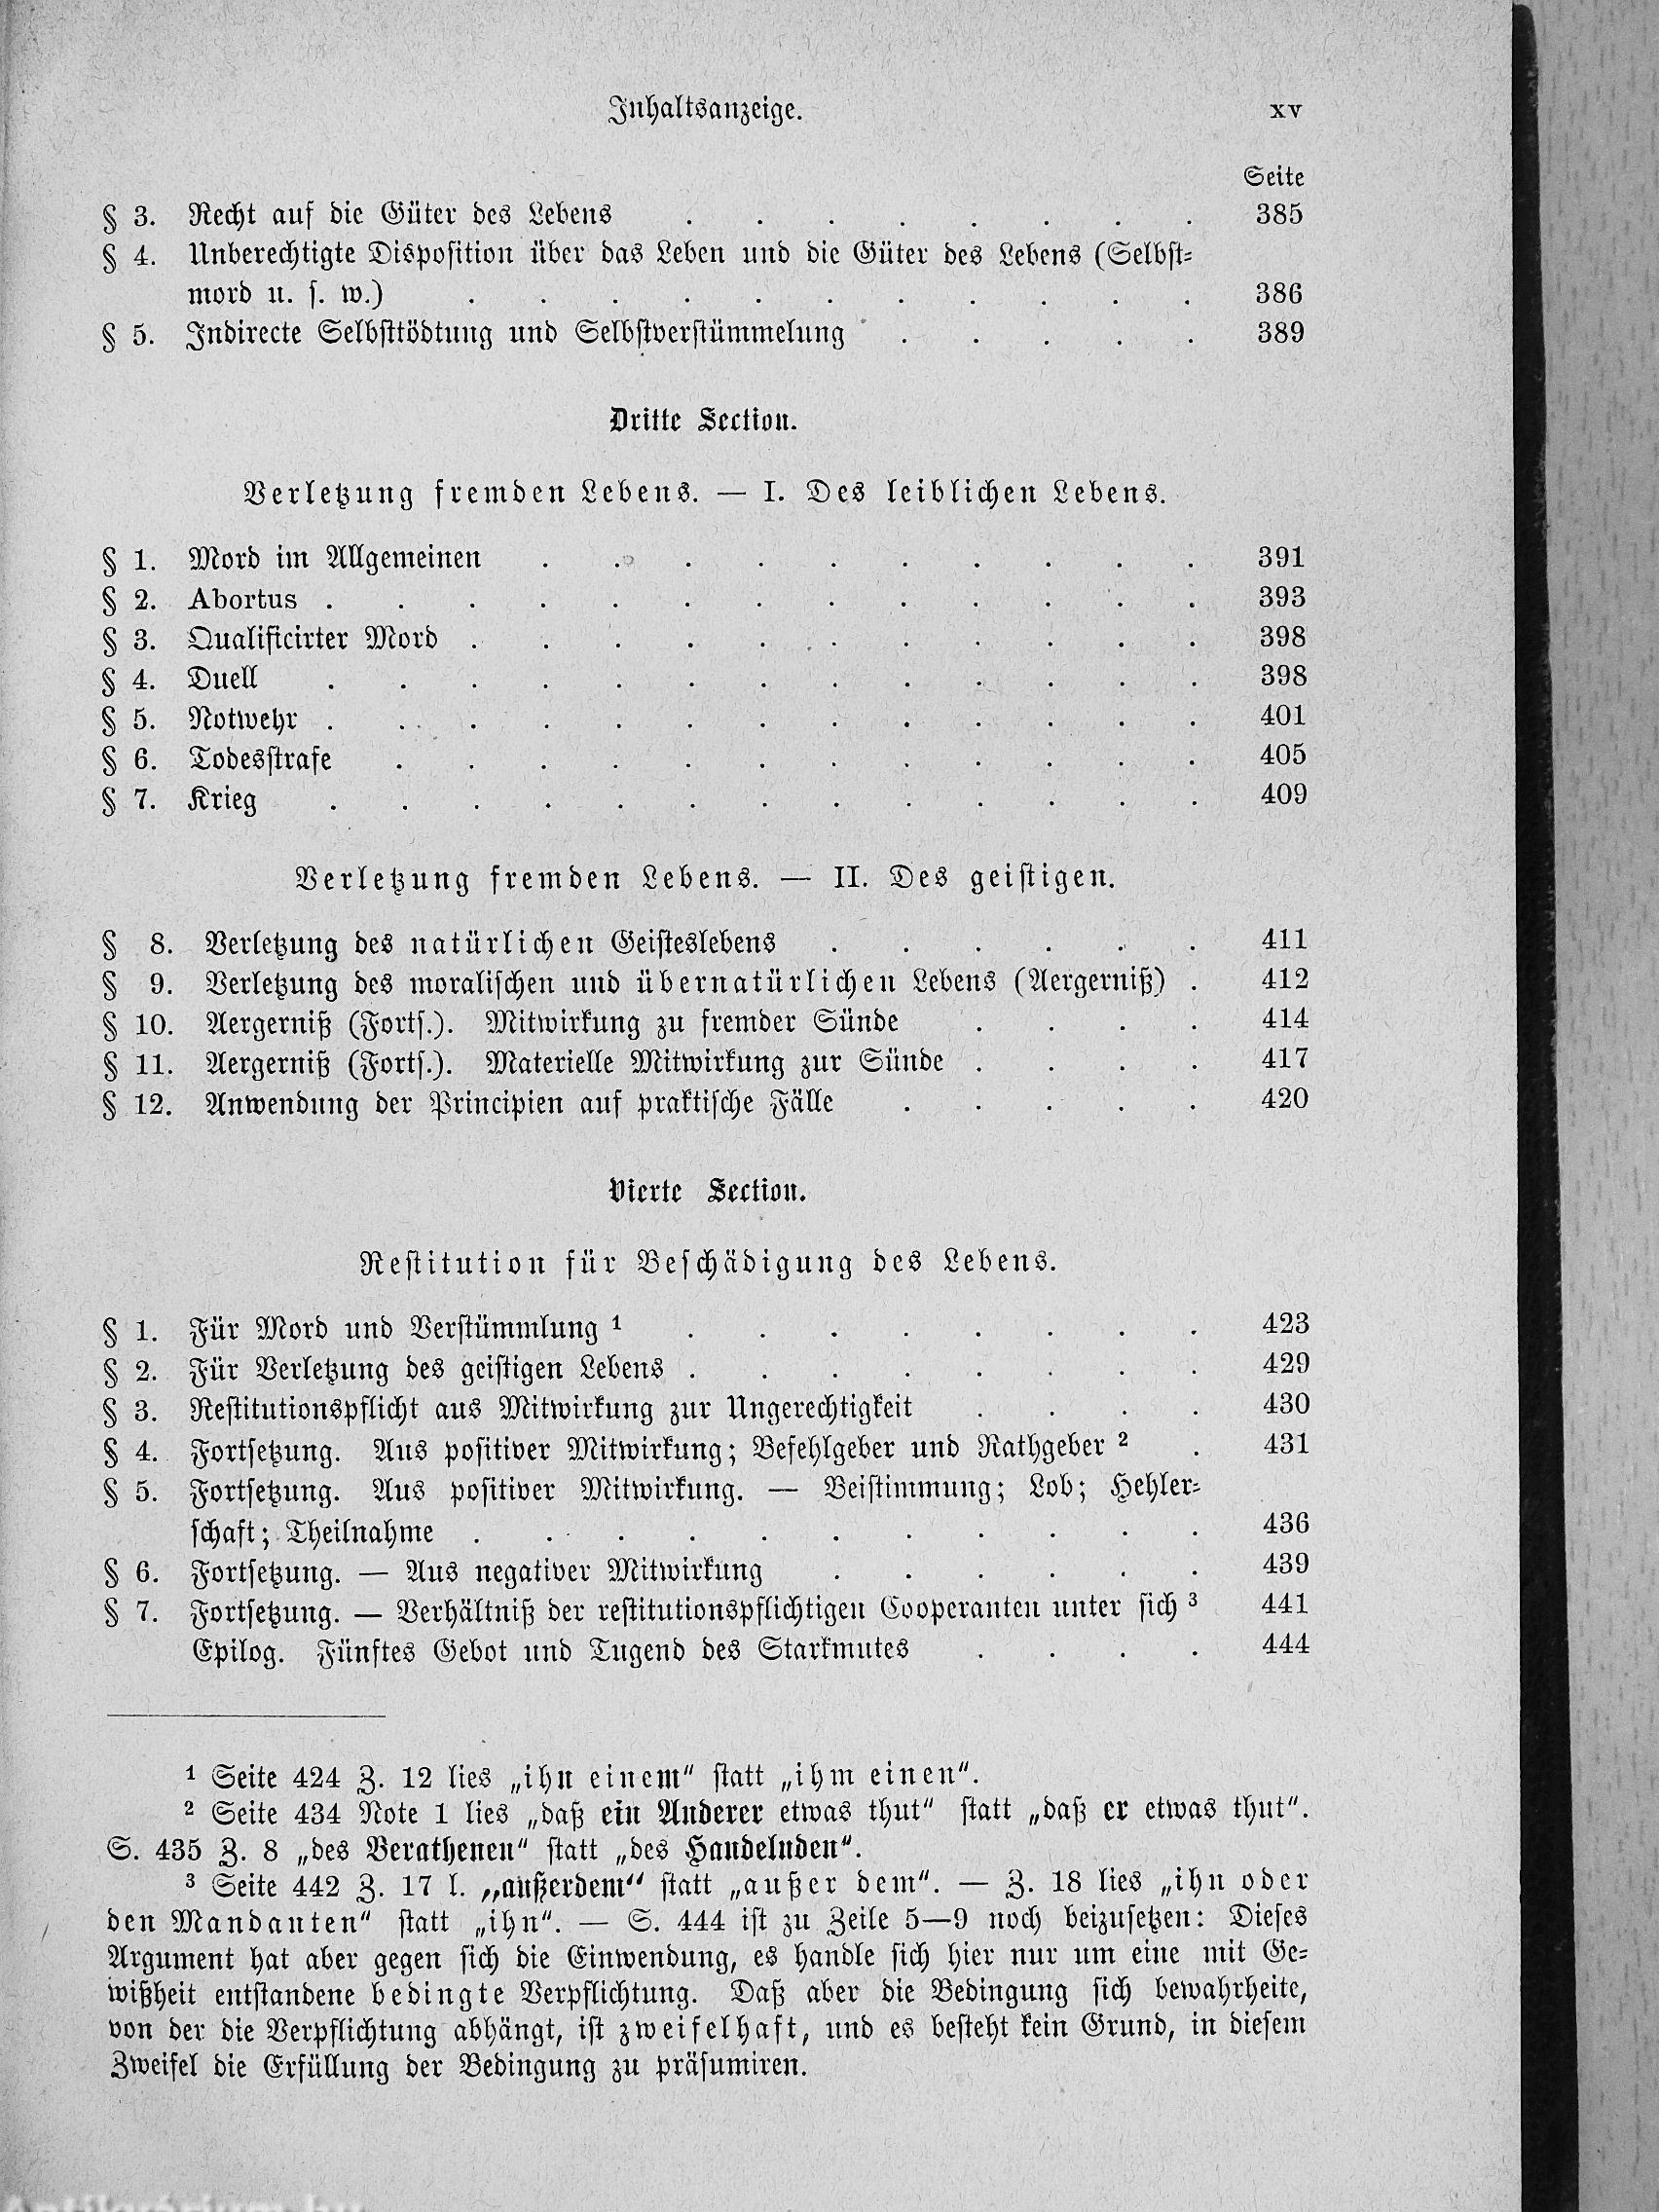 Inhaltsanzeige. xv
Seite
§ 3. Recht auf die Güter des Lebens . . . . . . . . 385
§ 4. Unberechtigte Disposition über das Leben und die Güter des Lebens (Selbst-
mord u. s. w.) . . . . . . . . . . . 386
§ 5. Indirecte Selbsttödtung und Selbstverstümmelung . . . . . 389
Dritte Section.
Verletzung fremden Lebens. — I. Des leiblichen Lebens.
§ 1. Mord im Allgemeinen . . . . . . . . . . 391
§ 2. Abortus . . . . . . . . . . . . . 393
§ 3. Qualificirter Mord . . . . . . . . . . . 398
§ 4. Duell . . . . . . . . . . . . . 398
§ 5. Notwehr . . . . . . . . . . . . . 401
§ 6. Todesstrafe . . . . . . . . . . . . 405
§ 7. Krieg . . . . . . . . . . . . . 409
Verletzung fremden Lebens. — II. Des geistigen.
§ 8. Verletzung des natürlichen Geisteslebens . . . . . . 411
§ 9. Verletzung des moralischen und übernatürlichen Lebens (Aergerniß) . 412
§ 10. Aergerniß (Forts.). Mitwirkung zu fremder Sünde . . . . 414
§ 11. Aergerniß (Forts.). Materielle Mitwirkung zur Sünde . . . . 417
§ 12. Anwendung der Principien auf praktische Fälle . . . . . 420
Vierte Section.
Restitution für Beschädigung des Lebens.
§ 1. Für Mord und Verstümmlung ¹ . . . . . . . . 423
§ 2. Für Verletzung des geistigen Lebens . . . . . . . . 429
§ 3. Restitutionspflicht aus Mitwirkung zur Ungerechtigkeit . . . . 430
§ 4. Fortsetzung. Aus positiver Mitwirkung; Befehlgeber und Rathgeber ² . 431
§ 5. Fortsetzung. Aus positiver Mitwirkung. — Beistimmung; Lob; Hehler-
schaft; Theilnahme . . . . . . . . . . . 436
§ 6. Fortsetzung. — Aus negativer Mitwirkung . . . . . . 439
§ 7. Fortsetzung. — Verhältniß der restitutionspflichtigen Cooperanten unter sich ³ 441
Epilog. Fünftes Gebot und Tugend des Starkmutes . . . . 444
¹ Seite 424 Z. 12 lies „ihn einem“ statt „ihm einen“.
² Seite 434 Note 1 lies „daß ein Anderer etwas thut“ statt „daß er etwas thut“.
S. 435 Z. 8 „des Berathenen“ statt „des Handelnden“.
³ Seite 442 Z. 17 l. „außerdem“ statt „außer dem“. — Z. 18 lies „ihn oder
den Mandanten“ statt „ihn“. — S. 444 ist zu Zeile 5—9 noch beizusetzen: Dieses
Argument hat aber gegen sich die Einwendung, es handle sich hier nur um eine mit Ge-
wißheit entstandene bedingte Verpflichtung. Daß aber die Bedingung sich bewahrheite,
von der die Verpflichtung abhängt, ist zweifelhaft, und es besteht kein Grund, in diesem
Zweifel die Erfüllung der Bedingung zu präsumiren.